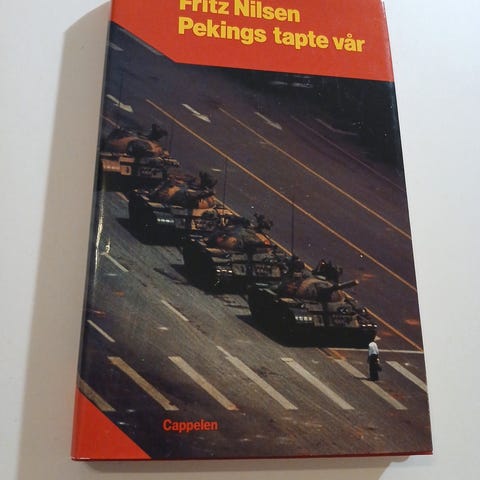 Fritz Nilsen
Pekings tapte vår
Cappelen